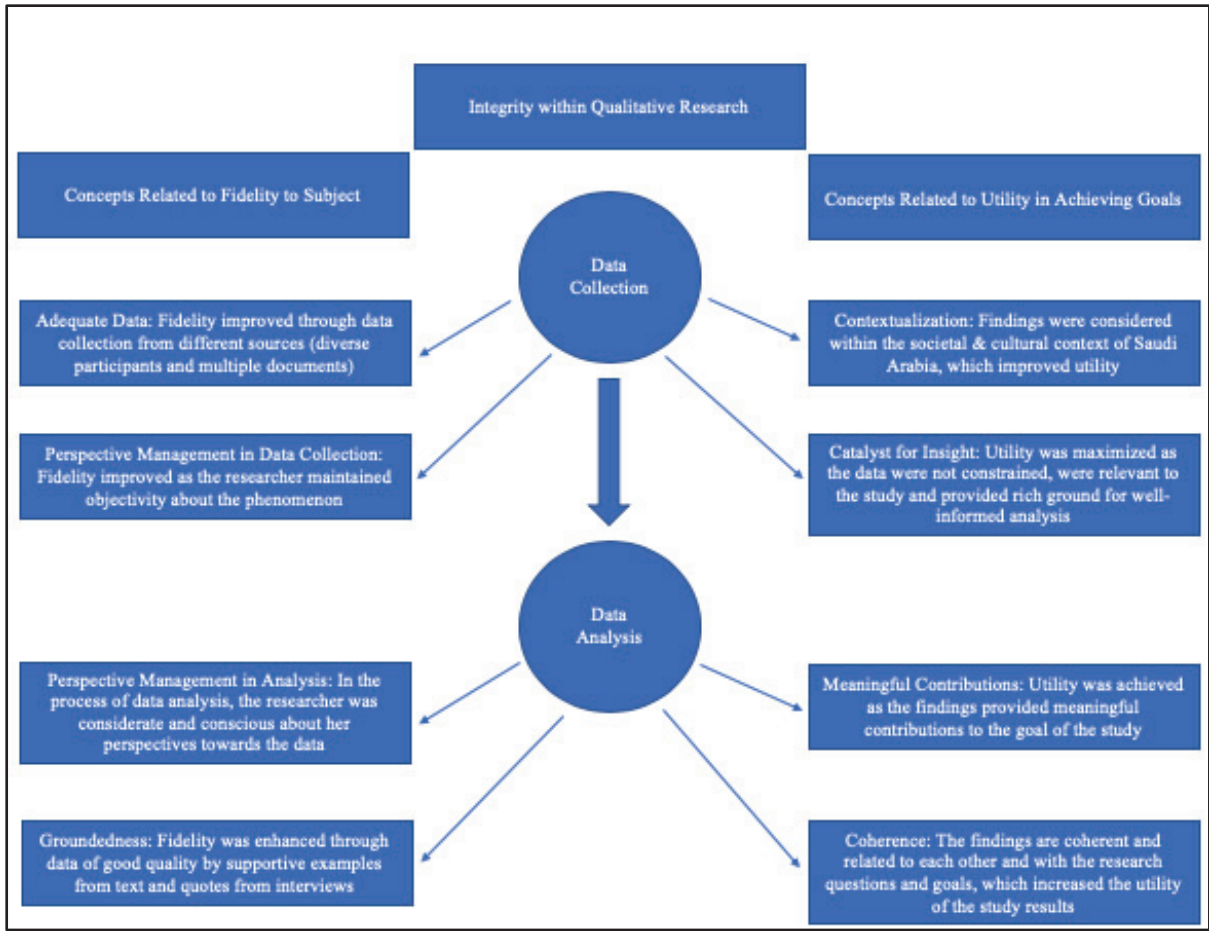 Integrity within Qualitative Research
Concepts Related to Fidelity to Subject
Concepts Related to Utility in Achieving Goals
Data
Collection
Adequate Data: Fidelity improved through data
collection from different sources (diverse
participants and multiple documents)
Contextualization: Findings were considered
within the societal & cultural context of Saudi
Arabia, which improved utility
Perspective Management in Data Collection:
Fidelity improved as the researcher maintained
objectivity about the phenomenon
Catalyst for Insight: Utility was maximized as
the data were not constrained, were relevant to
the study and provided rich ground for well-
informed analysis
Data
Analysis
Perspective Management in Analysis: In the
process of data analysis, the researcher was
considerate and conscious about her
perspectives towards the data
Meaningful Contributions: Utility was achieved
as the findings provided meaningful
contributions to the goal of the study
Groundedness: Fidelity was enhanced through
data of good quality by supportive examples
from text and quotes from interviews
Coherence: The findings are coherent and
related to each other and with the research
questions and goals, which increased the utility
of the study results